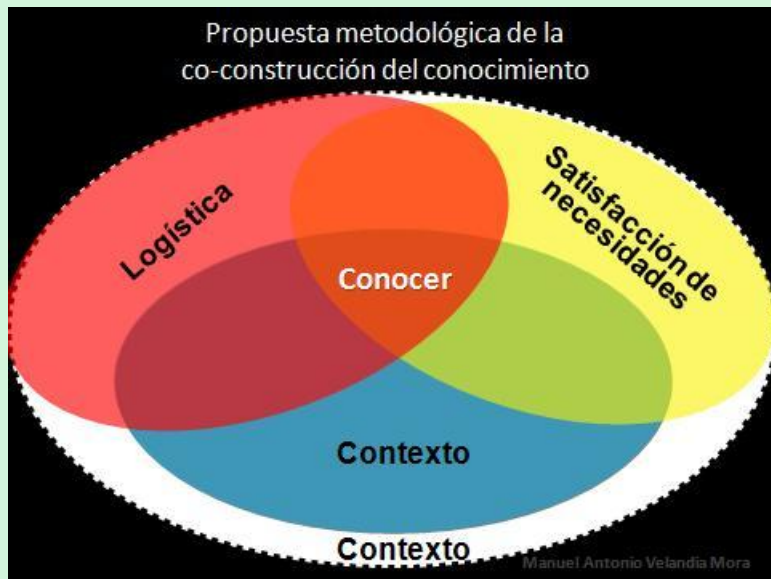 Propuesta metodológica de la
co-construcción del conocimiento
Logística
Satisfacción de
necesidades
Conocer
Contexto
Contexto
Manuel Antonio Velandia Mora